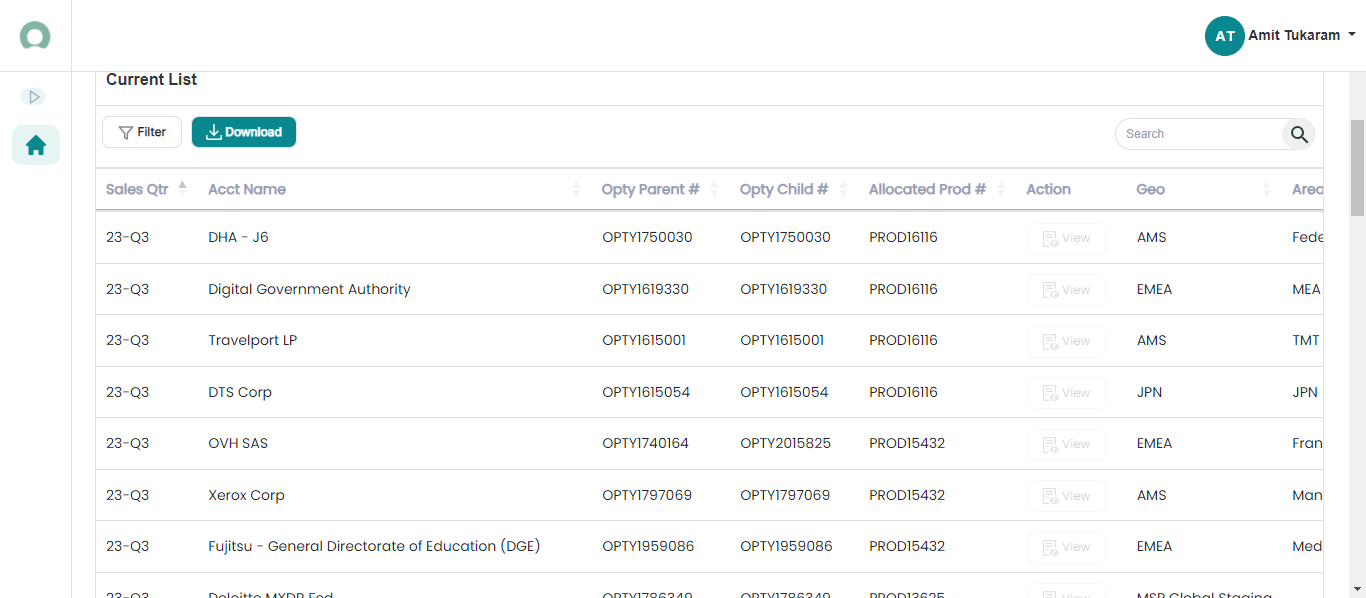 AT Amit Tukaram
Current List
Filter Download Search
Sales Qtr Acct Name Opty Parent # Opty Child # Allocated Prod # Action Geo Area
23-Q3 DHA - J6 OPTY1750030 OPTY1750030 PROD16116 View AMS Fede
23-Q3 Digital Government Authority OPTY1619330 OPTY1619330 PROD16116 View EMEA MEA
23-Q3 Travelport LP OPTY1615001 OPTY1615001 PROD16116 View AMS TMT
23-Q3 DTS Corp OPTY1615054 OPTY1615054 PROD16116 View JPN JPN
23-Q3 OVH SAS OPTY1740164 OPTY2015825 PROD15432 View EMEA Fran
23-Q3 Xerox Corp OPTY1797069 OPTY1797069 PROD15432 View AMS Man
23-Q3 Fujitsu - General Directorate of Education (DGE) OPTY1959086 OPTY1959086 PROD15432 View EMEA Med
23-Q3 Deloitte MXDR Fed OPTY1786349 OPTY1786349 PROD13625 View MSP Global Staging